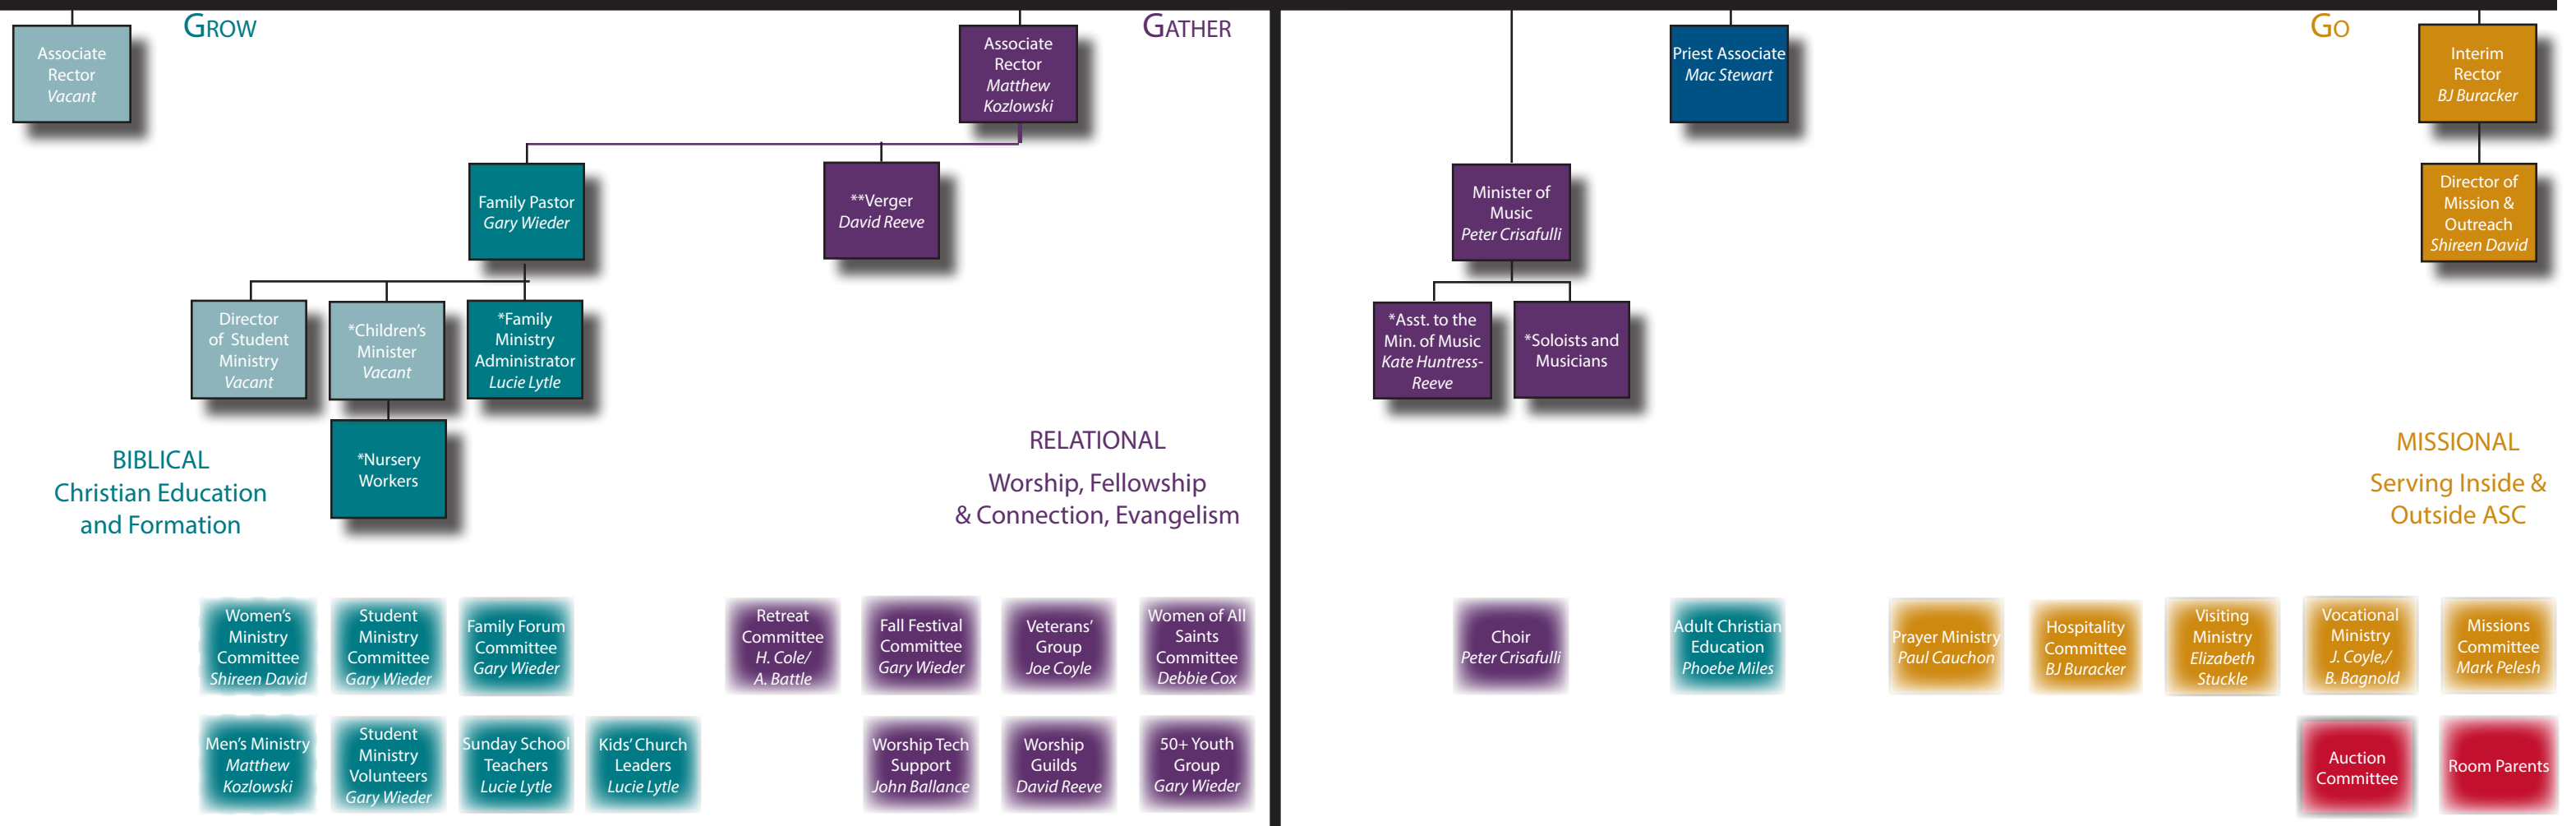 GROW
GATHER
GO
Associate
Rector
Vacant
Associate
Rector
Matthew
Kozlowski
Priest Associate
Mac Stewart
Interim
Rector
BJ Buracker
Family Pastor
Gary Wieder
**Verger
David Reeve
Minister of
Music
Peter Crisafulli
Director of
Mission &
Outreach
Shireen David
Director
of Student
Ministry
Vacant
*Children's
Minister
Vacant
*Family
Ministry
Administrator
Lucie Lytle
*Asst. to the
Min. of Music
Kate Huntress-
Reeve
*Soloists and
Musicians
*Nursery
Workers
BIBLICAL
Christian Education
and Formation
RELATIONAL
Worship, Fellowship
& Connection, Evangelism
MISSIONAL
Serving Inside &
Outside ASC
Women's
Ministry
Committee
Shireen David
Student
Ministry
Committee
Gary Wieder
Family Forum
Committee
Gary Wieder
Retreat
Committee
H. Cole/
A. Battle
Fall Festival
Committee
Gary Wieder
Veterans'
Group
Joe Coyle
Women of All
Saints
Committee
Debbie Cox
Choir
Peter Crisafulli
Adult Christian
Education
Phoebe Miles
Prayer Ministry
Paul Cauchon
Hospitality
Committee
BJ Buracker
Visiting
Ministry
Elizabeth
Stuckle
Vocational
Ministry
J. Coyle,/
B. Bagnold
Missions
Committee
Mark Pelesh
Men's Ministry
Matthew
Kozlowski
Student
Ministry
Volunteers
Gary Wieder
Sunday School
Teachers
Lucie Lytle
Kids' Church
Leaders
Lucie Lytle
Worship Tech
Support
John Ballance
Worship
Guilds
David Reeve
50+ Youth
Group
Gary Wieder
Auction
Committee
Room Parents